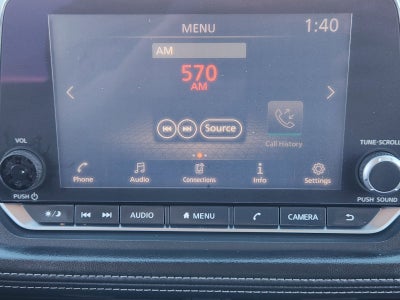 MENU 1:40
AM
570
AM
Source
Call History
VOL
TUNE·SCROLL
Phone Audio Connections Info Settings
PUSH
PUSH SOUND
AUDIO MENU CAMERA